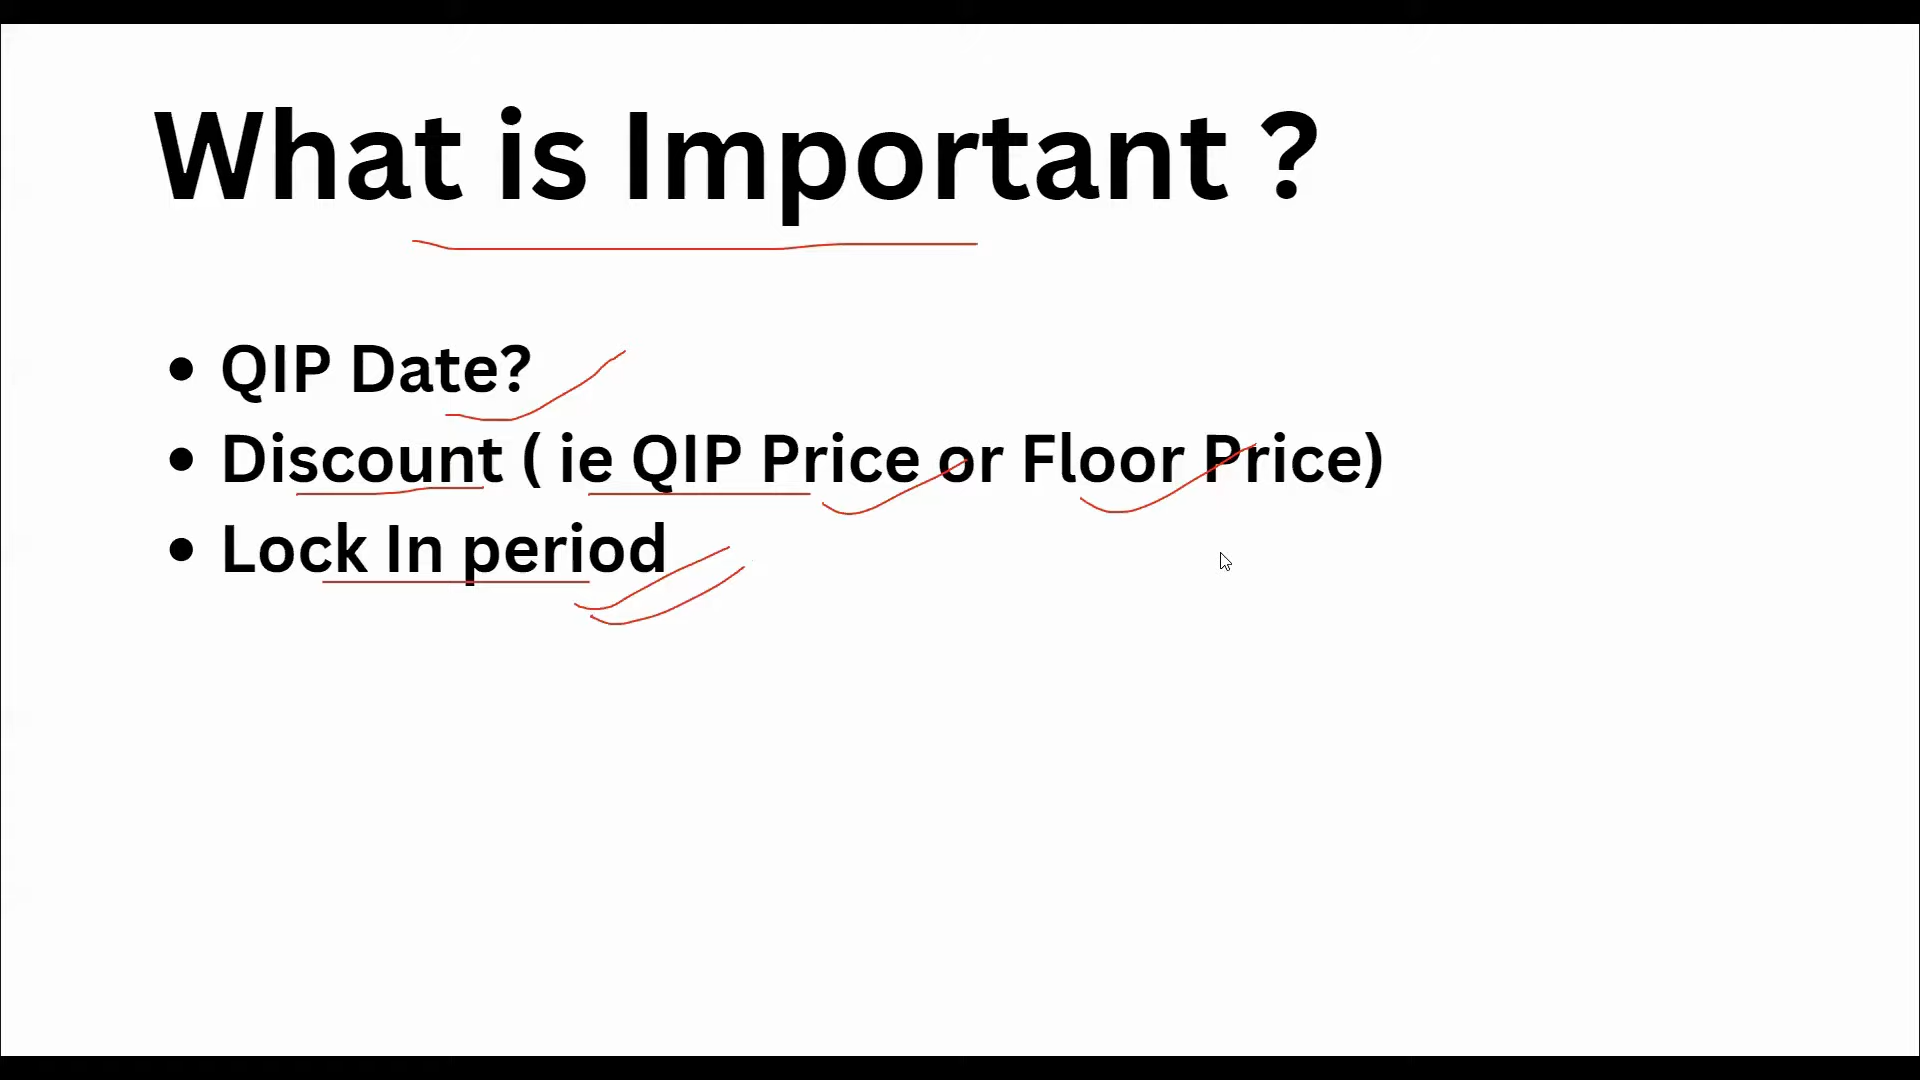 What is Important ?
• QIP Date?
• Discount ( ie QIP Price or Floor Price)
• Lock In period